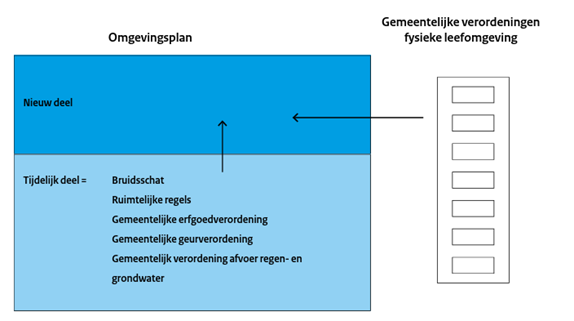 Omgevingsplan
Gemeentelijke verordeningen
fysieke leefomgeving
Nieuw deel
Tijdelijk deel = Bruidsschat
Ruimtelijke regels
Gemeentelijke erfgoedverordening
Gemeentelijke geurverordening
Gemeentelijk verordening afvoer regen- en
grondwater